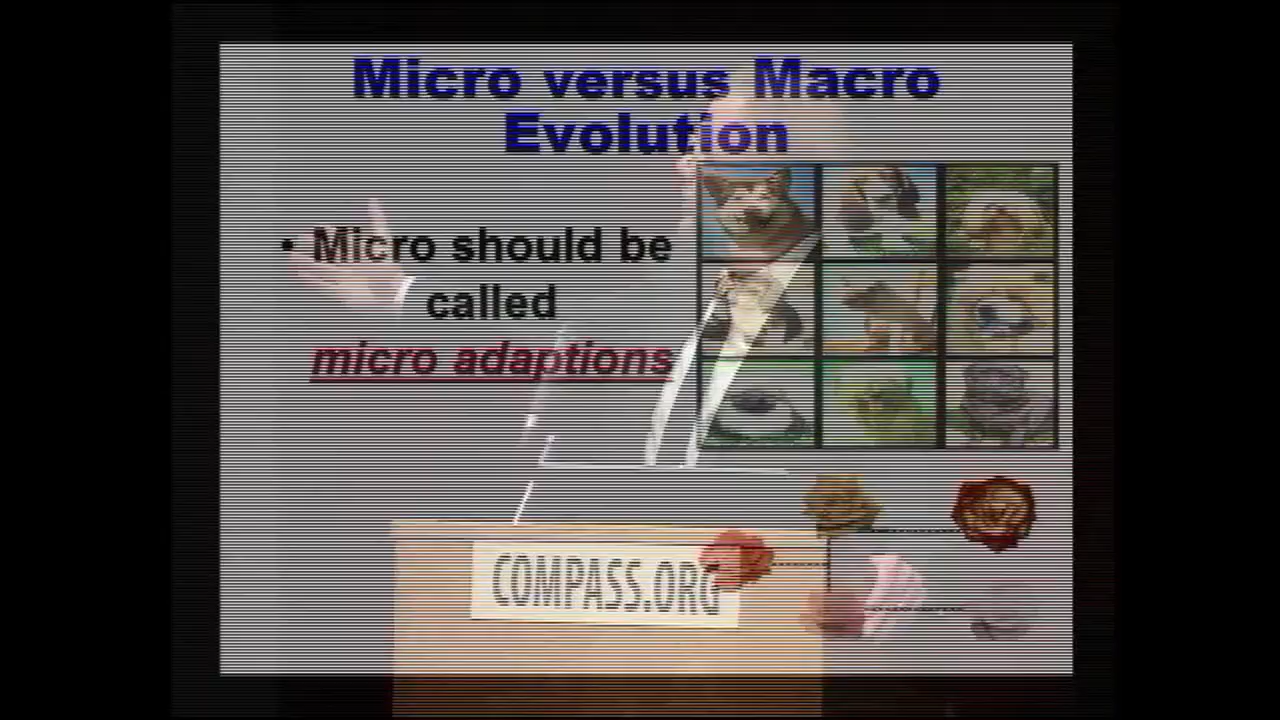 Micro versus Macro
Evolution
• Micro should be
called
micro adaptions
COMPASS.ORG